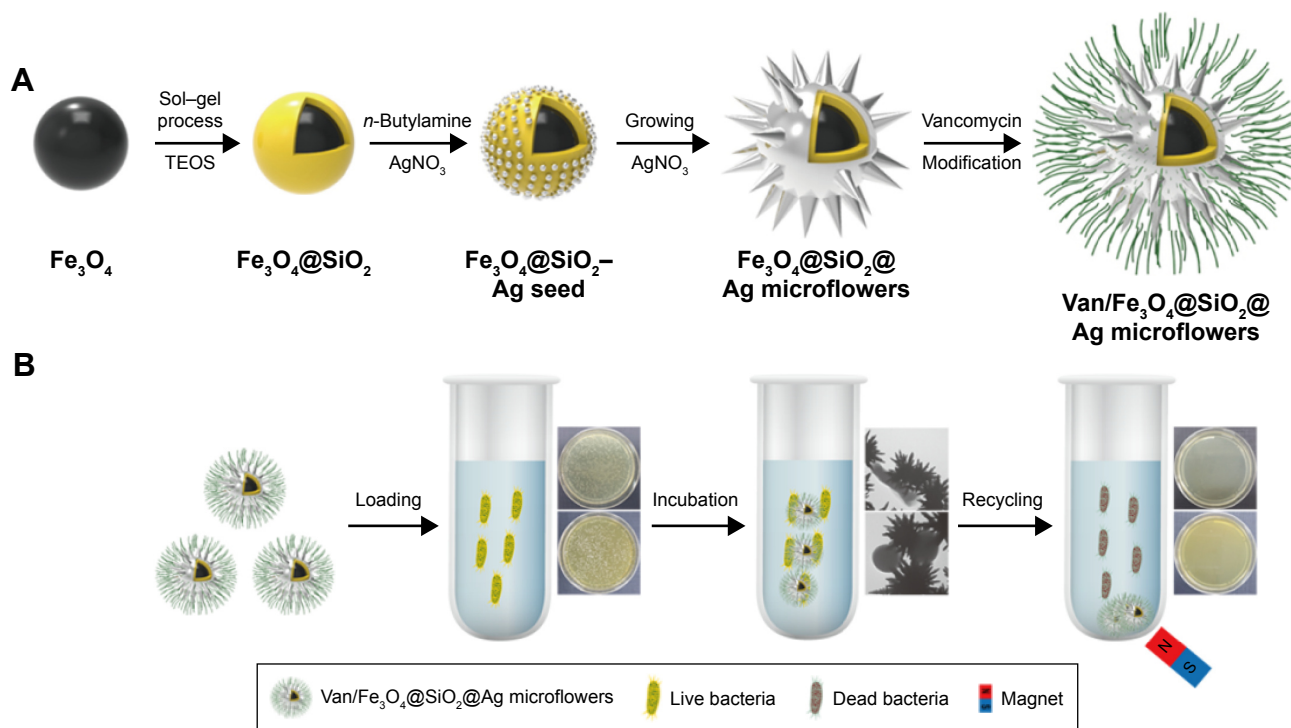 A
Sol–gel
process
TEOS
n-Butylamine
AgNO₃
Growing
AgNO₃
Vancomycin
Modification
Fe₃O₄
Fe₃O₄@SiO₂
Fe₃O₄@SiO₂–
Ag seed
Fe₃O₄@SiO₂@
Ag microflowers
Van/Fe₃O₄@SiO₂@
Ag microflowers
B
Loading
Incubation
Recycling
N
S
Van/Fe₃O₄@SiO₂@Ag microflowers
Live bacteria
Dead bacteria
Magnet